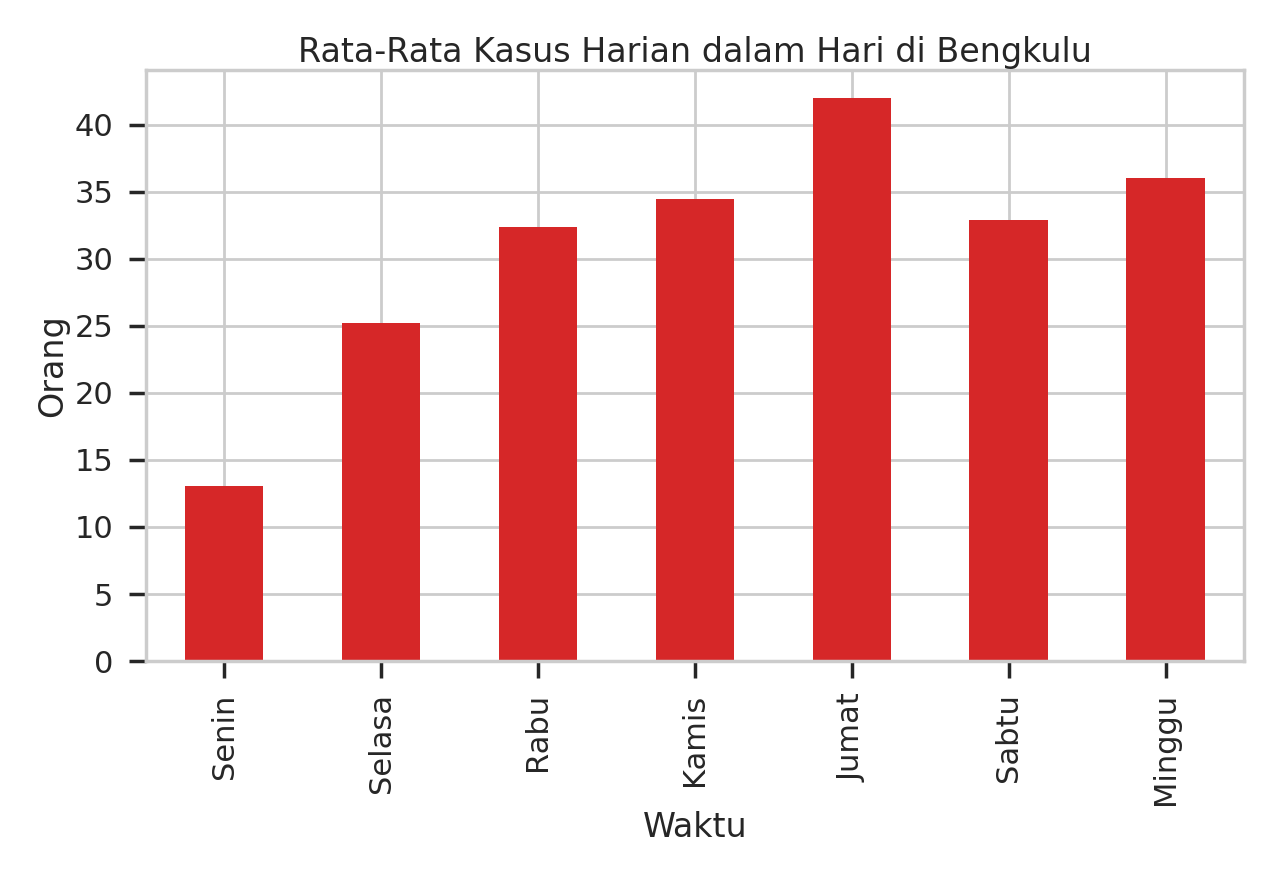 Rata-Rata Kasus Harian dalam Hari di Bengkulu
Orang
40
35
30
25
20
15
10
5
0
Senin
Selasa
Rabu
Kamis
Jumat
Sabtu
Minggu
Waktu